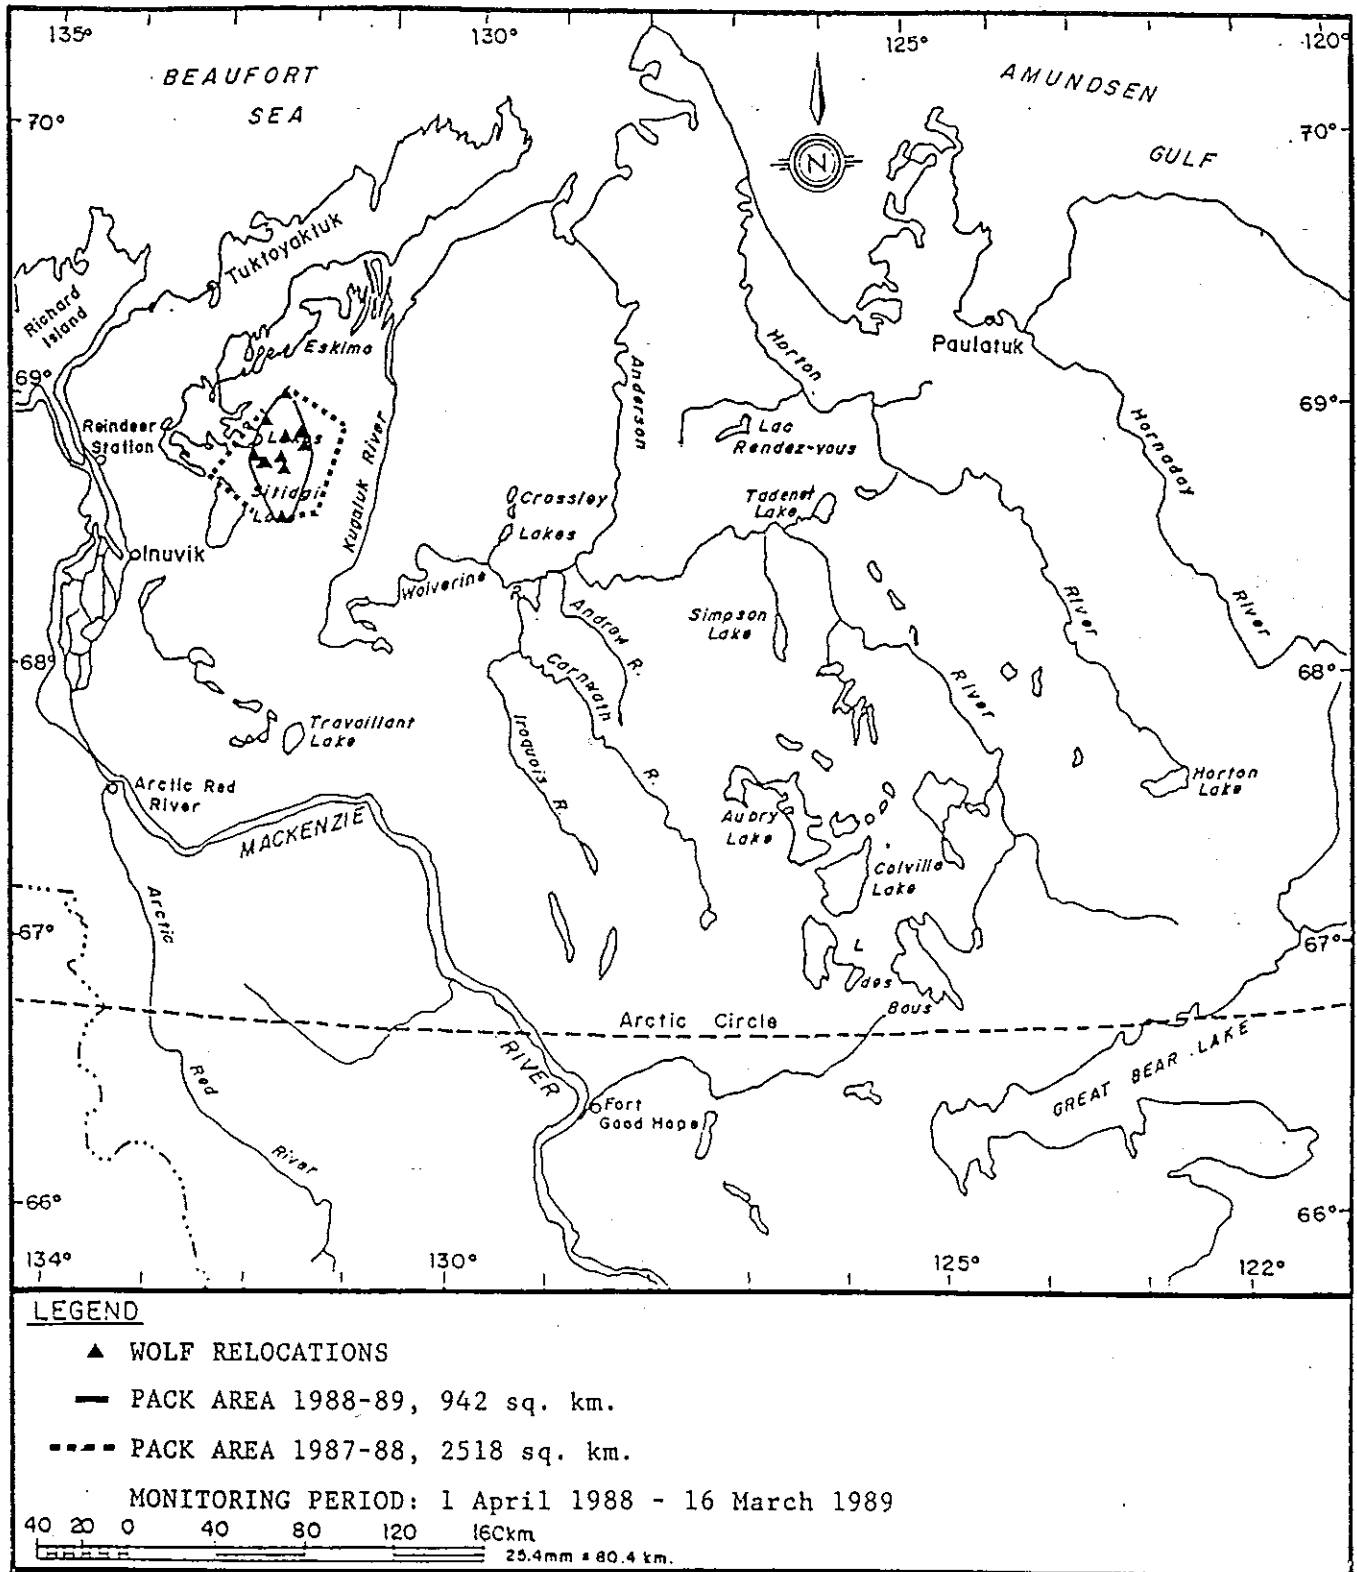 135°
130°
125°
120°
BEAUFORT
SEA
AMUNDSEN
GULF
70°
70°
N
Tuktoyaktuk
Richard
Island
Eskimo
Lakes
69°
69°
Reindeer
Station
Sitidgi
Inuvik
Kugaluk River
Anderson
Horton
Paulatuk
Hornaday
Lac
Rendez-vous
Crossley
Lakes
Tadenet
Lake
Wolverine
Andrew
R.
Simpson
Lake
River
River
River
68°
68°
Carnwath
R.
Iroquois
R.
Travaillant
Lake
Arctic Red
River
MACKENZIE
RIVER
Aubry
Lake
Colville
Lake
Horton
Lake
Arctic
Red
River
67°
67°
L
des
Bous
Arctic Circle
GREAT BEAR LAKE
Fort
Good Hope
66°
66°
134°
130°
125°
122°
LEGEND
▲ WOLF RELOCATIONS
PACK AREA 1988-89, 942 sq. km.
PACK AREA 1987-88, 2518 sq. km.
MONITORING PERIOD: 1 April 1988 - 16 March 1989
40 20 0 40 80 120 160km
25.4mm = 80.4 km.